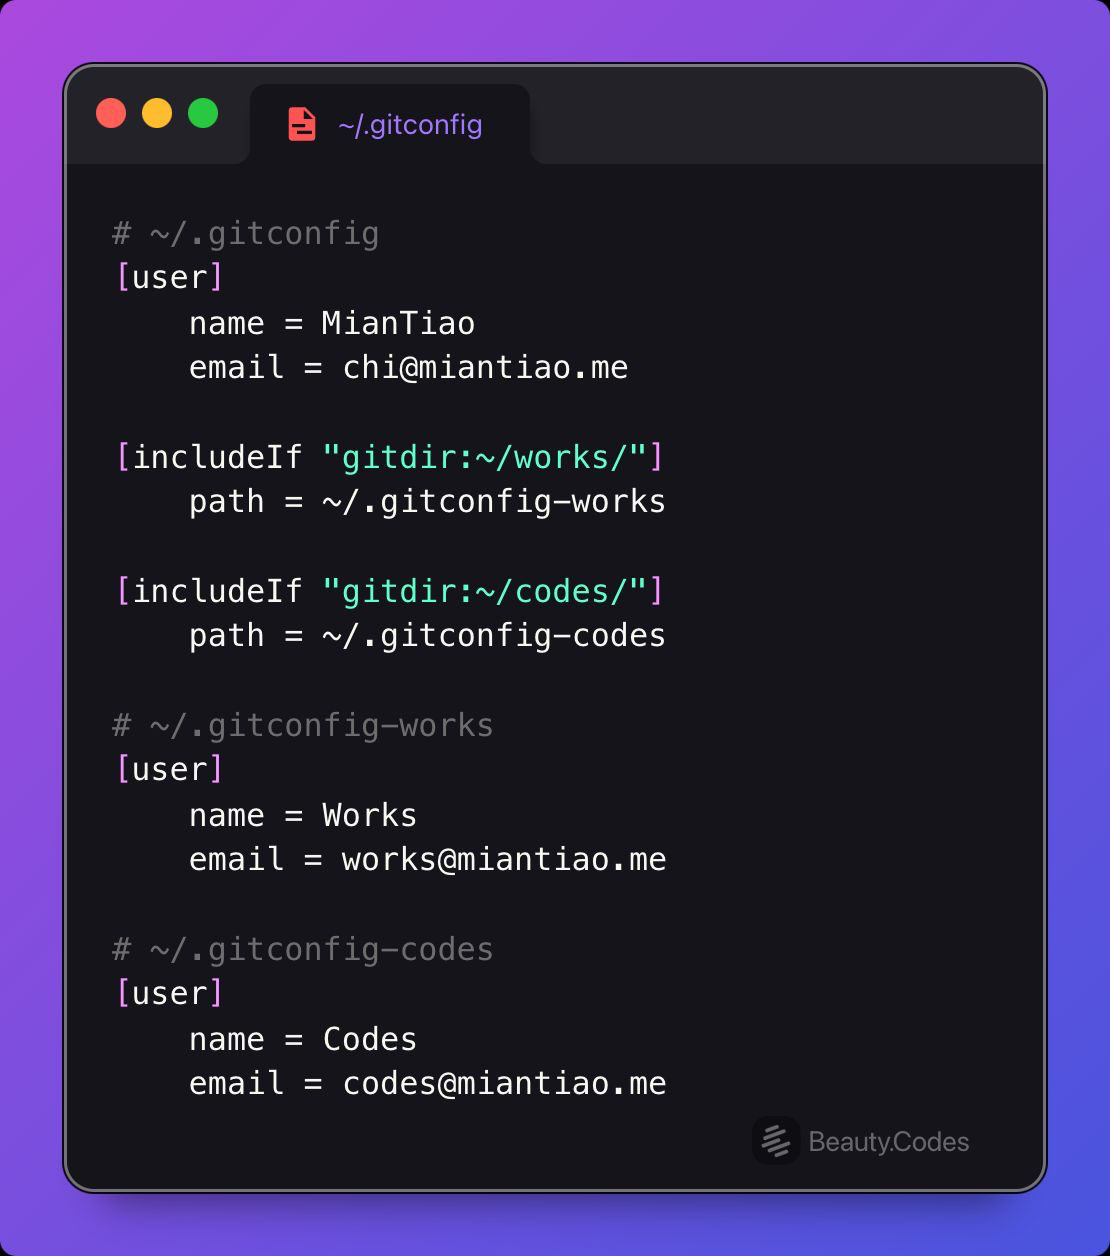 ~/.gitconfig
# ~/.gitconfig
[user]
    name = MianTiao
    email = chi@miantiao.me

[includeIf "gitdir:~/works/"]
    path = ~/.gitconfig-works

[includeIf "gitdir:~/codes/"]
    path = ~/.gitconfig-codes

# ~/.gitconfig-works
[user]
    name = Works
    email = works@miantiao.me

# ~/.gitconfig-codes
[user]
    name = Codes
    email = codes@miantiao.me
Beauty.Codes